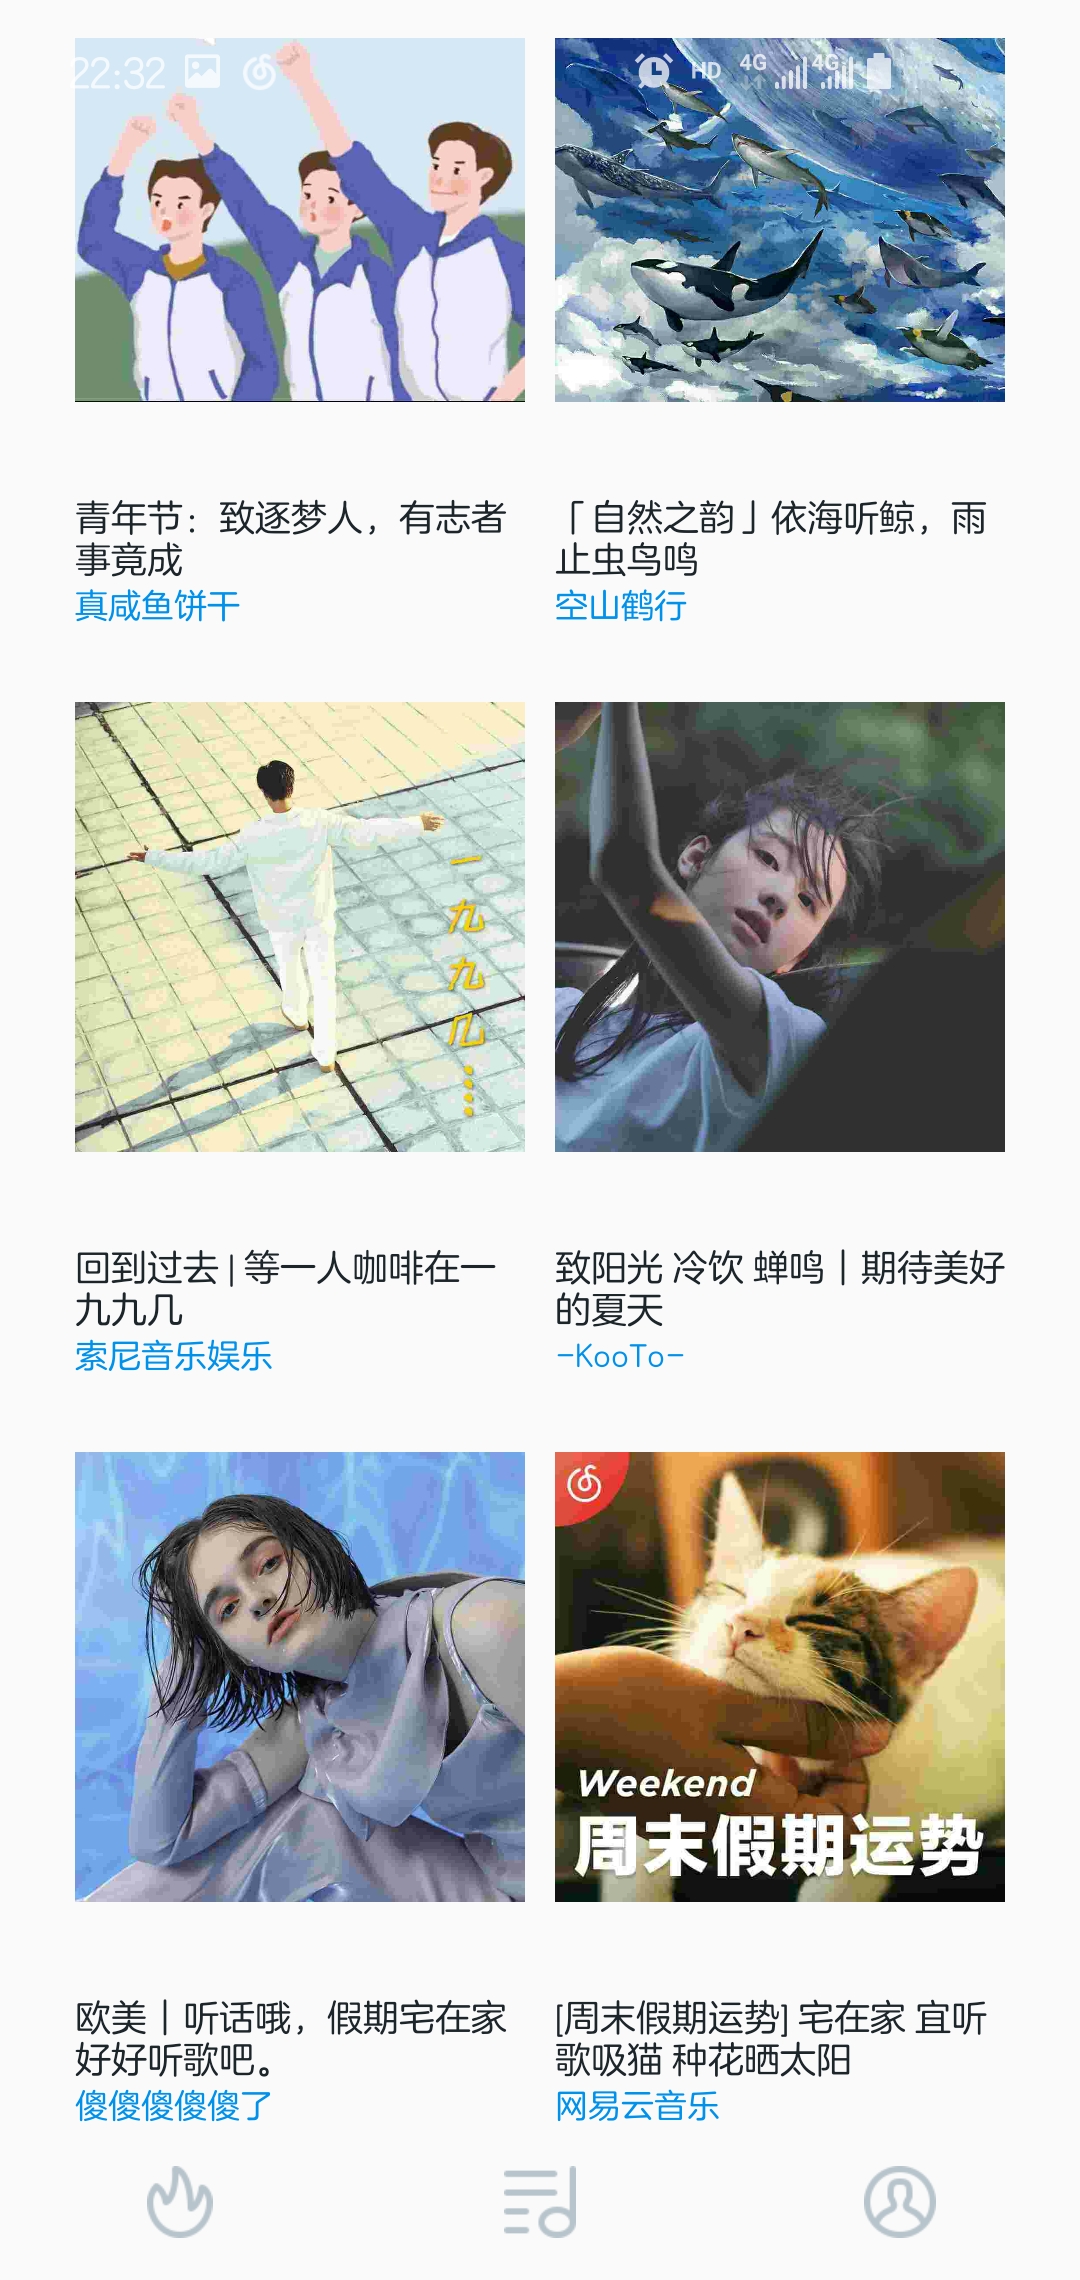 22:32
HD 4G 4G
青年节：致逐梦人，有志者
事竟成
真咸鱼饼干
「自然之韵」依海听鲸，雨
止虫鸟鸣
空山鹤行
一
九
九
几
……
回到过去 | 等一人咖啡在一
九九几
索尼音乐娱乐
致阳光 冷饮 蝉鸣｜期待美好
的夏天
-KooTo-
Weekend
周末假期运势
欧美｜听话哦，假期宅在家
好好听歌吧。
傻傻傻傻傻了
[周末假期运势] 宅在家 宜听
歌吸猫 种花晒太阳
网易云音乐